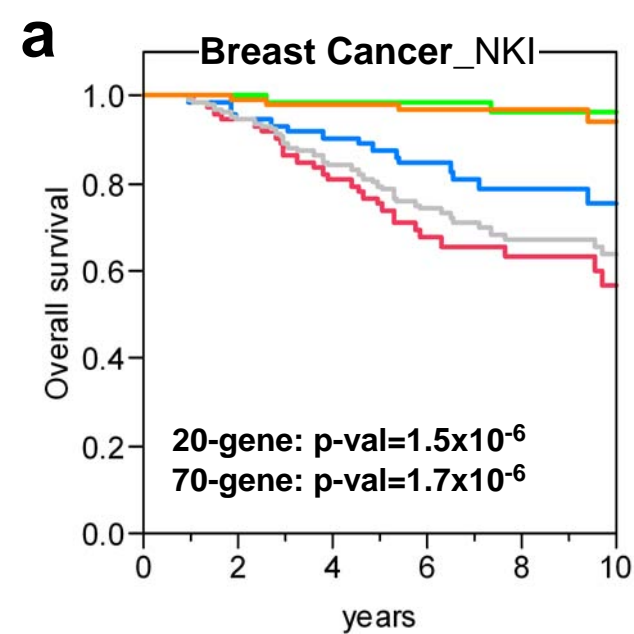 a
Breast Cancer_NKI
1.0
0.8
0.6
0.4
0.2
0.0
Overall survival
20-gene: p-val=1.5x10⁻⁶
70-gene: p-val=1.7x10⁻⁶
0 2 4 6 8 10
years